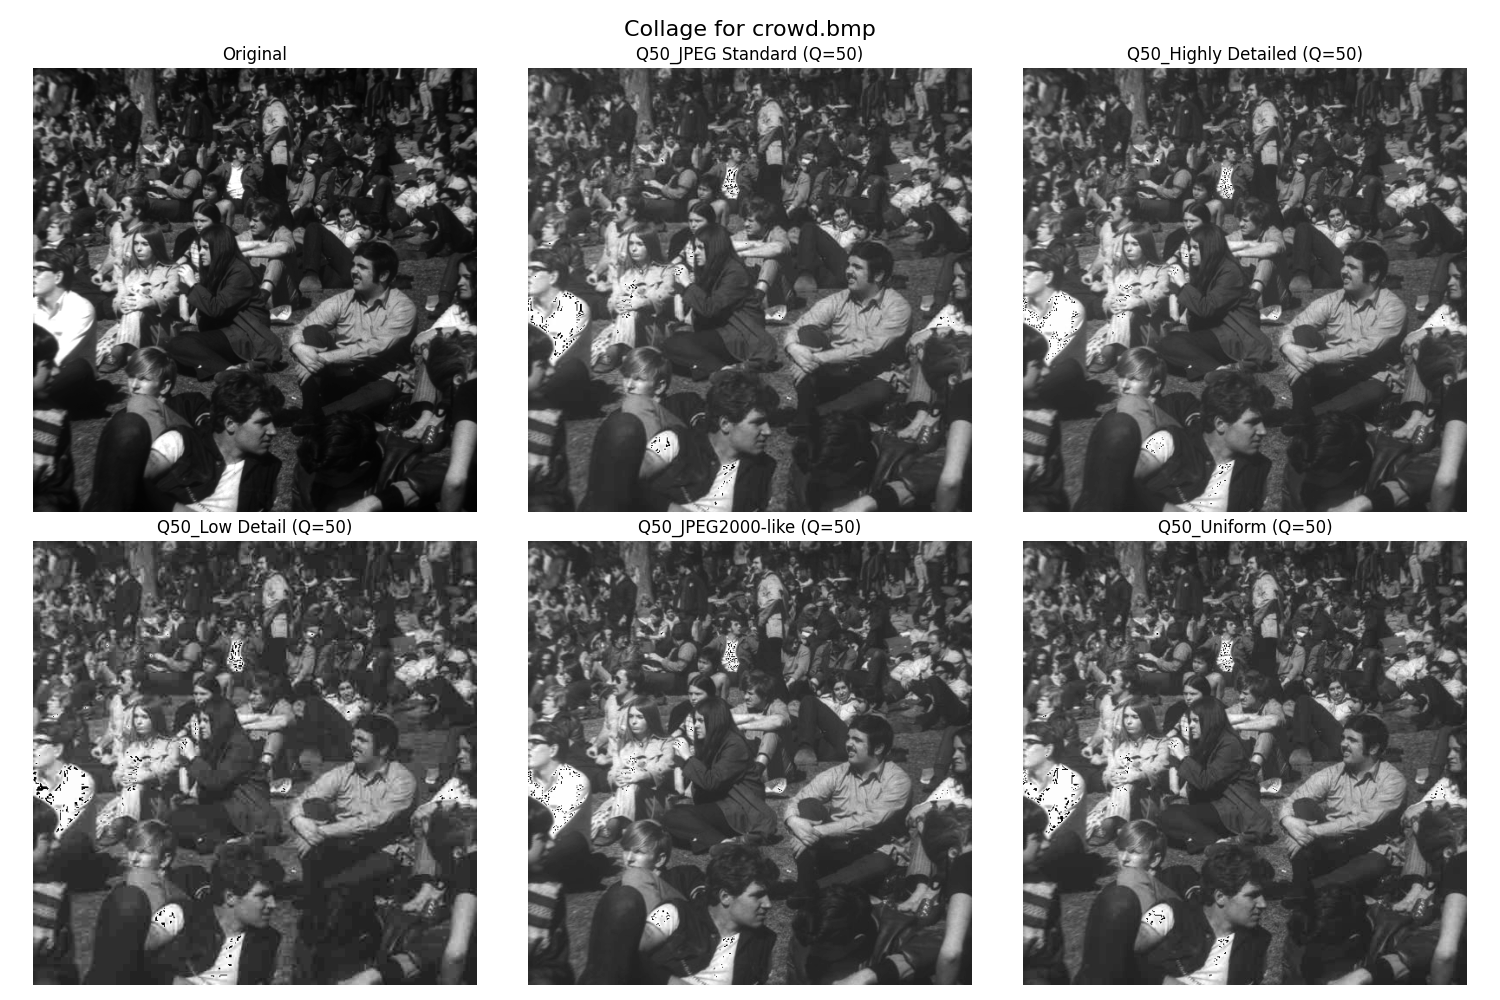 Collage for crowd.bmp
Original
Q50_JPEG Standard (Q=50)
Q50_Highly Detailed (Q=50)
Q50_Low Detail (Q=50)
Q50_JPEG2000-like (Q=50)
Q50_Uniform (Q=50)